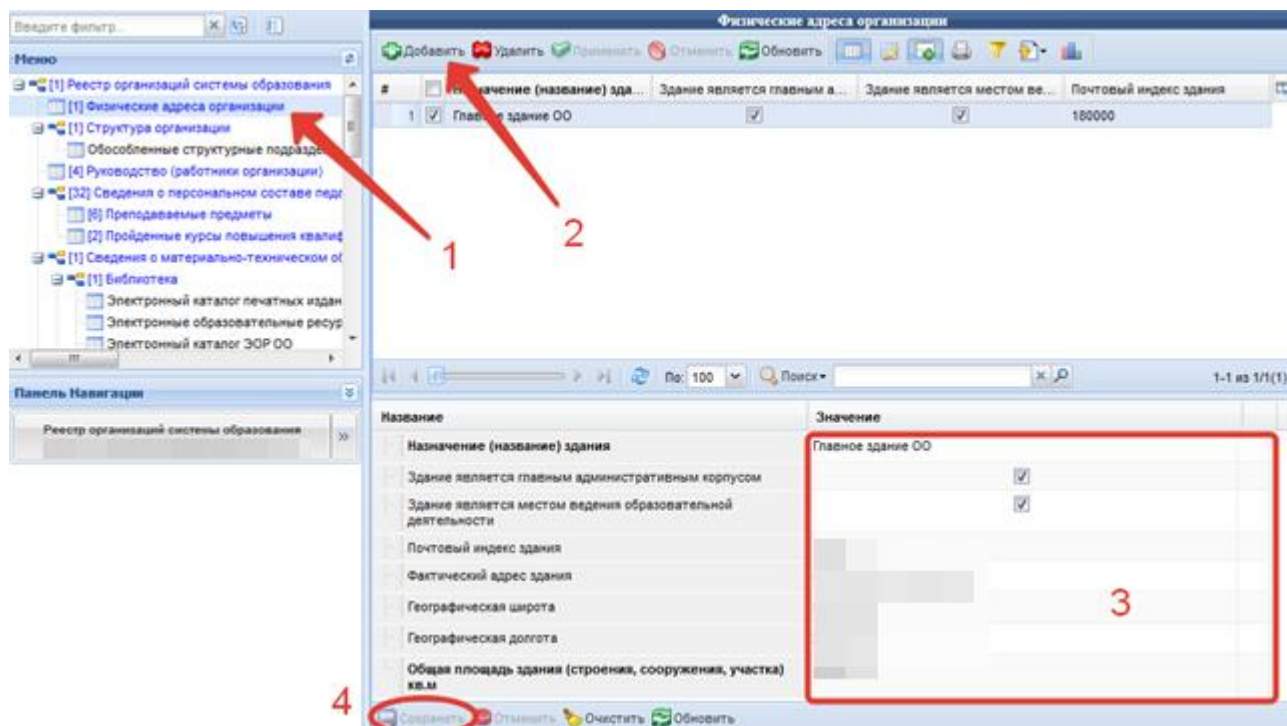 Введите фильтр...
Меню
[1] Реестр организаций системы образования
[1] Физические адреса организации
[1] Структура организации
Обособленные структурные подразде
[4] Руководство (работники организации)
[32] Сведения о персональном составе педа
[6] Преподаваемые предметы
[2] Пройденные курсы повышения квалиф
[1] Сведения о материально-техническом об
[1] Библиотека
Электронный каталог печатных издан
Электронные образовательные ресур
Электронный каталог ЭОР ОО
Панель Навигации
Реестр организаций системы образования
Физические адреса организации
Добавить Удалить Применить Отменить Обновить
# зда... Здание является главным а... Здание является местом ве... Почтовый индекс здания
1 Главное здание ОО 180000
1
2
По: 100 Поиск 1-1 из 1/1(1)
Название Значение
Назначение (название) здания Главное здание ОО
Здание является главным административным корпусом
Здание является местом ведения образовательной
деятельности
Почтовый индекс здания
Фактический адрес здания
Географическая широта
3
Географическая долгота
Общая площадь здания (строения, сооружения, участка)
кв.м
4
Сохранить Отменить Очистить Обновить